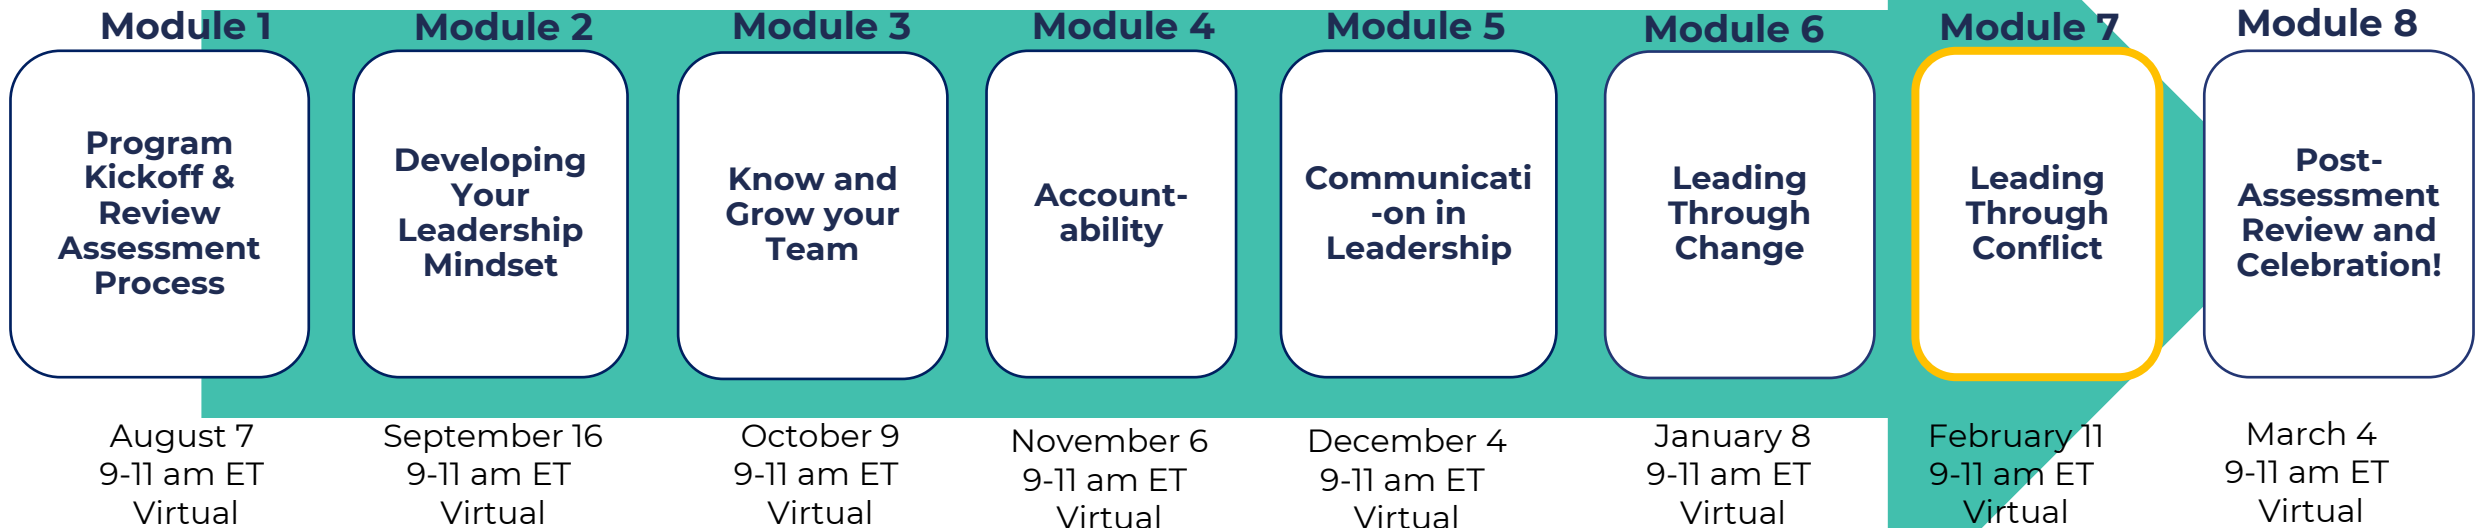 Module 1
Program
Kickoff &
Review
Assessment
Process
August 7
9-11 am ET
Virtual
Module 2
Developing
Your
Leadership
Mindset
September 16
9-11 am ET
Virtual
Module 3
Know and
Grow your
Team
October 9
9-11 am ET
Virtual
Module 4
Account-
ability
November 6
9-11 am ET
Virtual
Module 5
Communicati
-on in
Leadership
December 4
9-11 am ET
Virtual
Module 6
Leading
Through
Change
January 8
9-11 am ET
Virtual
Module 7
Leading
Through
Conflict
February 11
9-11 am ET
Virtual
Module 8
Post-
Assessment
Review and
Celebration!
March 4
9-11 am ET
Virtual